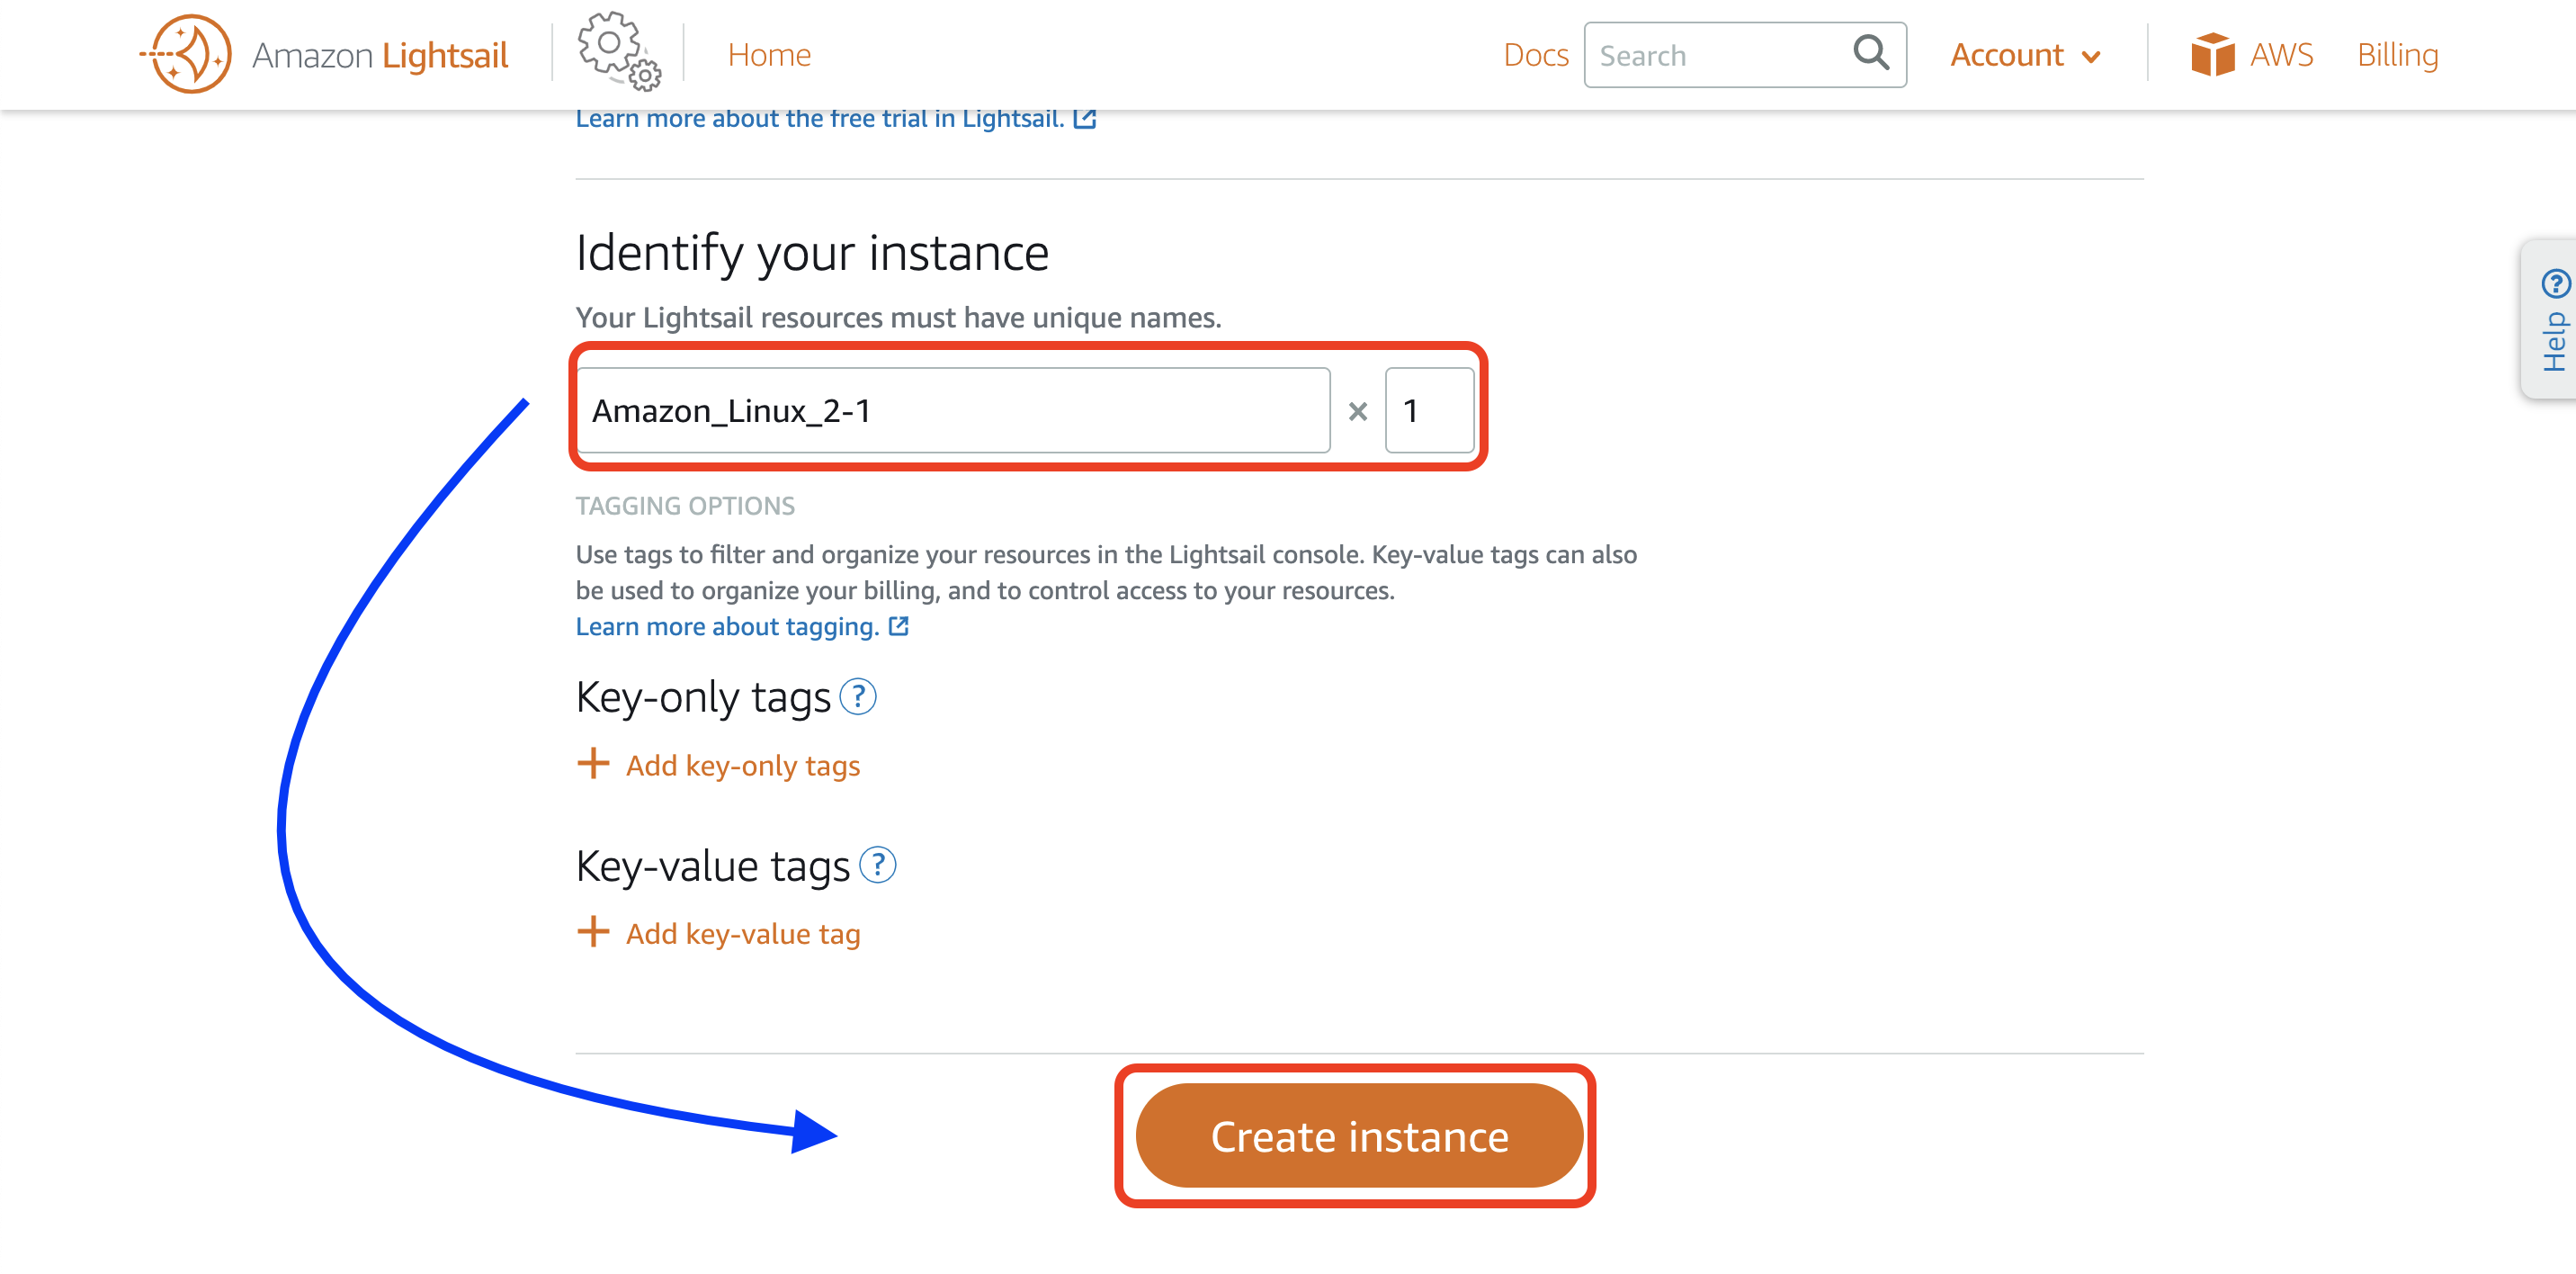 Amazon Lightsail
Home
Docs
Search
Account
AWS
Billing
Learn more about the free trial in Lightsail.
Identify your instance
Your Lightsail resources must have unique names.
Amazon_Linux_2-1 × 1
TAGGING OPTIONS
Use tags to filter and organize your resources in the Lightsail console. Key-value tags can also
be used to organize your billing, and to control access to your resources.
Learn more about tagging.
Key-only tags ?
+ Add key-only tags
Key-value tags ?
+ Add key-value tag
Create instance
? Help